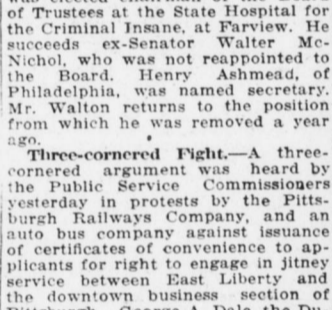 of Trustees at the State Hospital for
the Criminal Insane, at Farview. He
succeeds ex-Senator Walter Mc-
Nichol, who was not reappointed to
the Board. Henry Ashmead, of
Philadelphia, was named secretary.
Mr. Walton returns to the position
from which he was removed a year
ago.
Three-cornered Fight.—A three-
cornered argument was heard by
the Public Service Commissioners
yesterday in protests by the Pitts-
burgh Railways Company, and an
auto bus company against issuance
of certificates of convenience to ap-
plicants for right to engage in jitney
service between East Liberty and
the downtown business section of